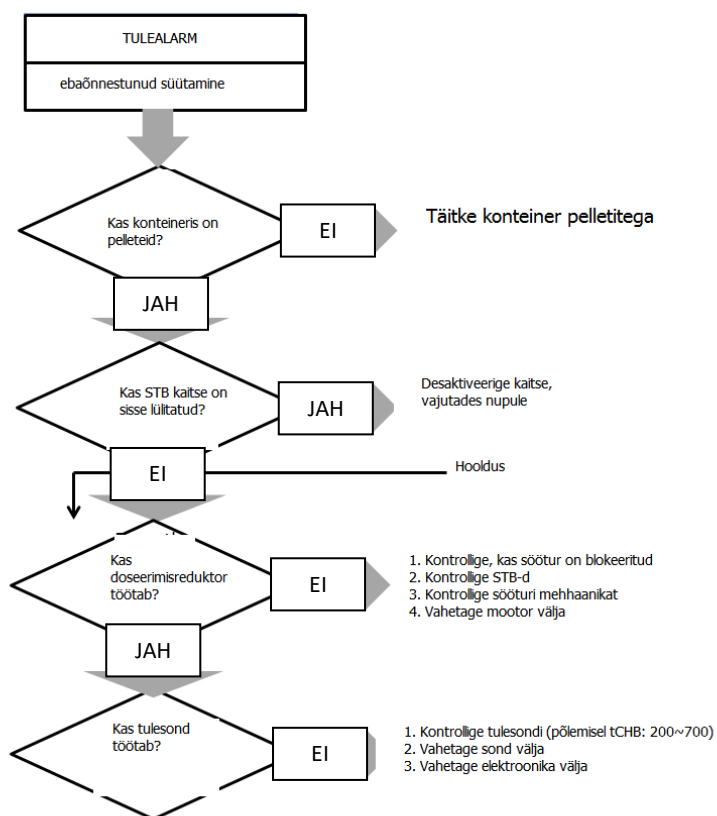 TULEALARM
ebaõnnestunud süütamine
Kas konteineris on
pelleteid?
EI
Täitke konteiner pelletitega
JAH
Kas STB kaitse on
sisse lülitatud?
JAH
Desaktiveerige kaitse,
vajutades nupule
EI
Hooldus
Kas
doseerimisreduktor
töötab?
EI
1. Kontrollige, kas söötur on blokeeritud
2. Kontrollige STB-d
3. Kontrollige sööturi mehhaanikat
4. Vahetage mootor välja
JAH
Kas tulesond
töötab?
EI
1. Kontrollige tulesondi (põlemisel tCHB: 200~700)
2. Vahetage sond välja
3. Vahetage elektroonika välja